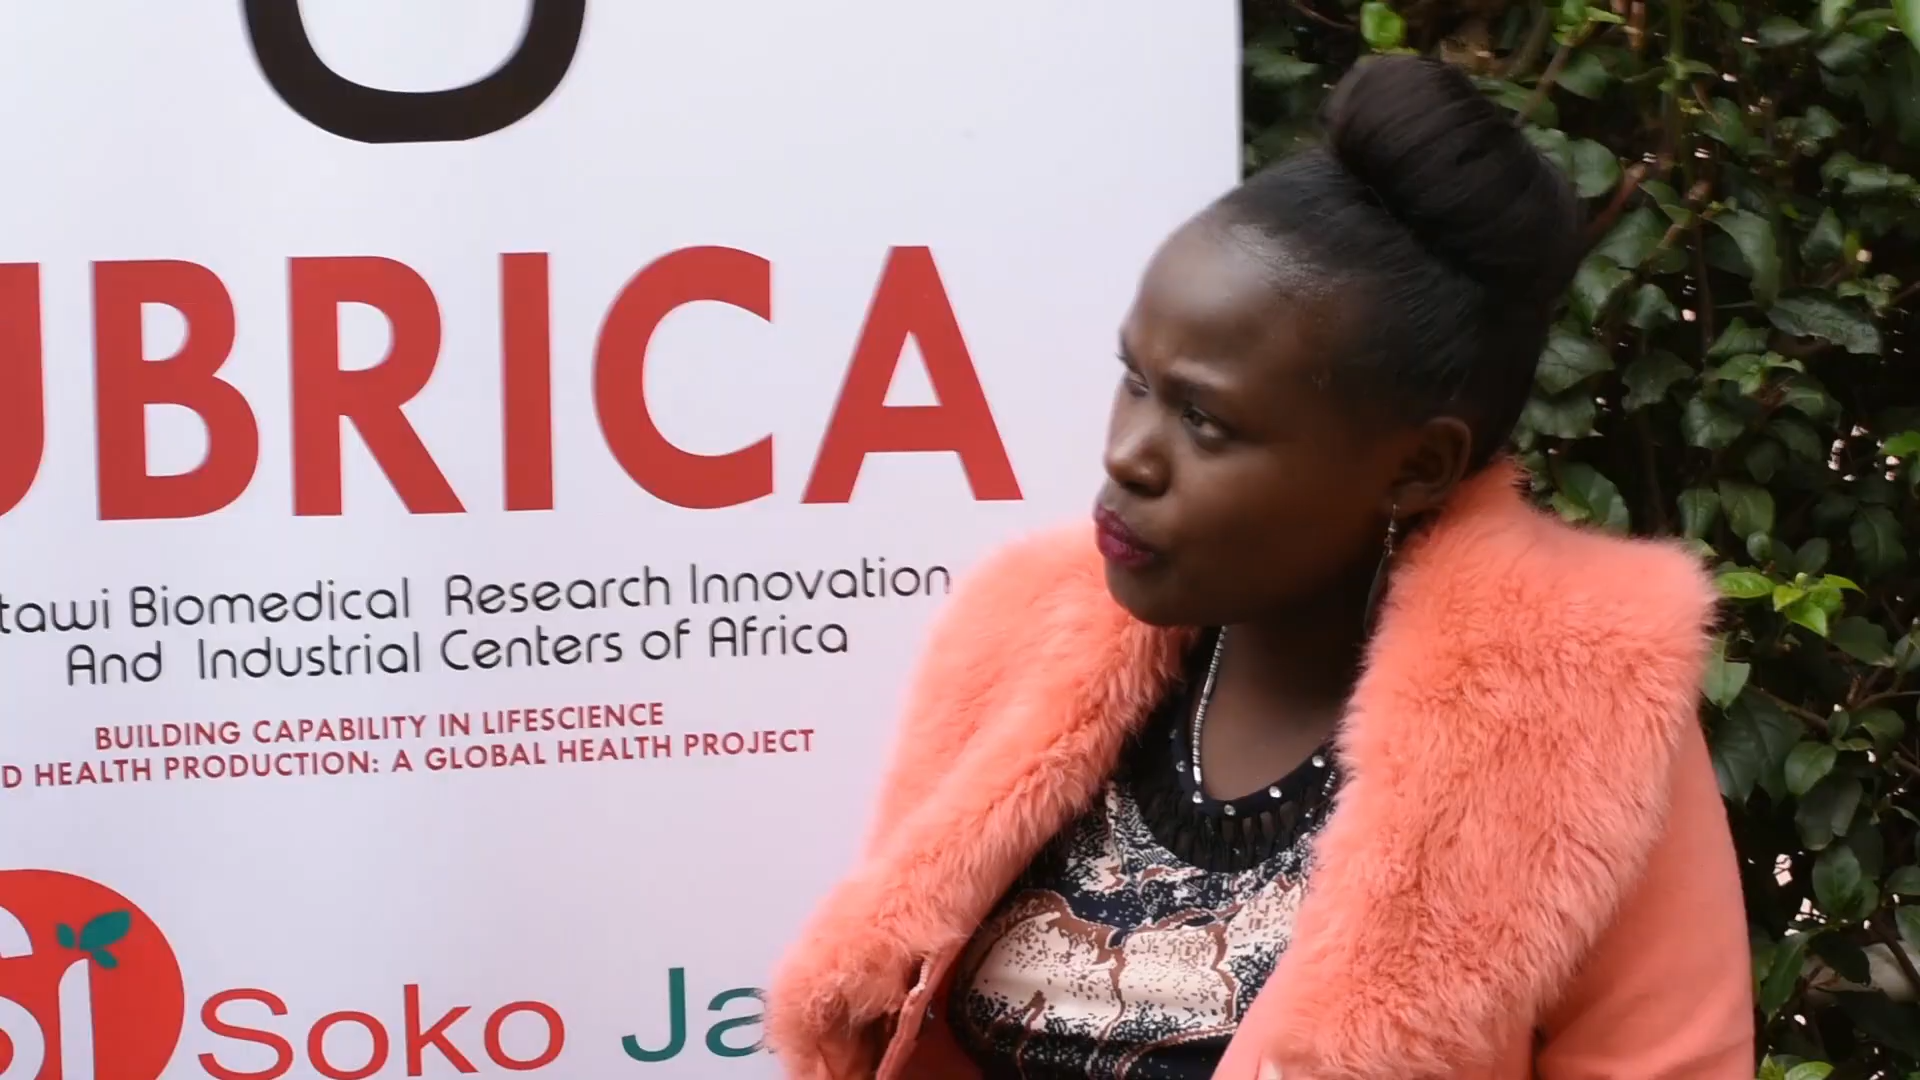 UBRICA
tawi Biomedical Research Innovation
And Industrial Centers of Africa
BUILDING CAPABILITY IN LIFESCIENCE
D HEALTH PRODUCTION: A GLOBAL HEALTH PROJECT
Si Soko Ja